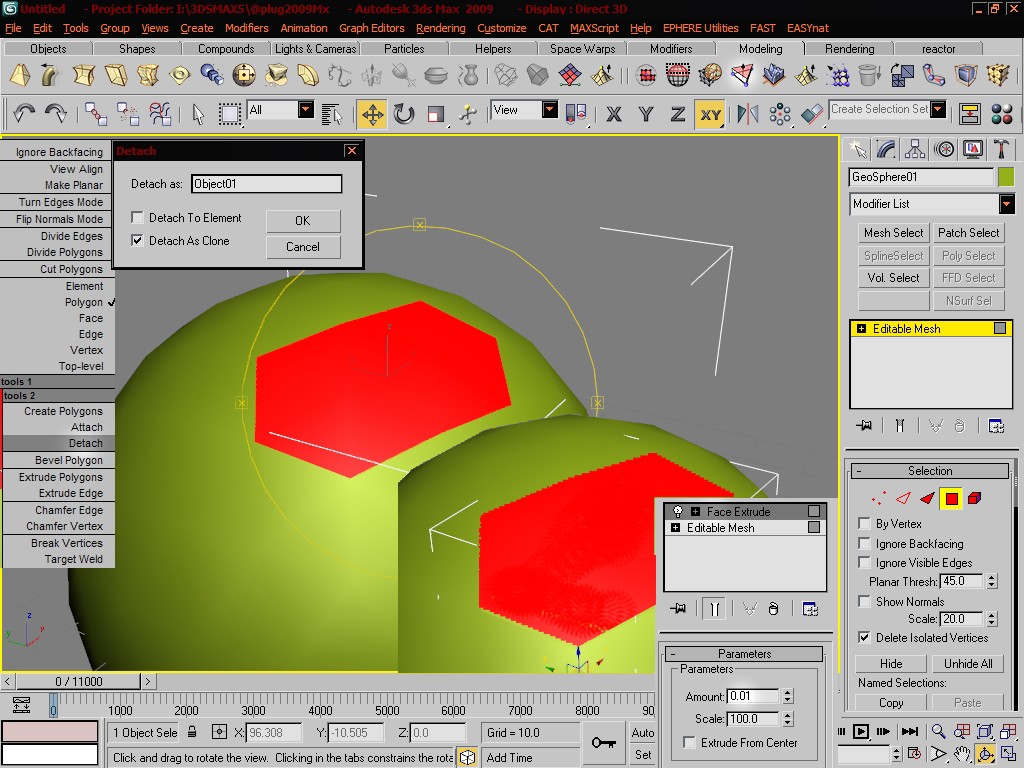 Untitled - Project Folder: I:\3DSMAX5\@plug2009Mx - Autodesk 3ds Max 2009 - Display : Direct 3D
File Edit Tools Group Views Create Modifiers Animation Graph Editors Rendering Customize CAT MAXScript Help EPHERE Utilities FAST EASYnat
Objects Shapes Compounds Lights & Cameras Particles Helpers Space Warps Modifiers Modeling Rendering reactor
All View X Y Z XY Create Selection Set
Ignore Backfacing
View Align
Make Planar
Turn Edges Mode
Flip Normals Mode
Divide Edges
Divide Polygons
Cut Polygons
Element
Polygon
Face
Edge
Vertex
Top-level
tools 1
tools 2
Create Polygons
Attach
Detach
Bevel Polygon
Extrude Polygons
Extrude Edge
Chamfer Edge
Chamfer Vertex
Break Vertices
Target Weld
Detach
Detach as: Object01
Detach To Element OK
Detach As Clone Cancel
z
y
GeoSphere01
Modifier List
Mesh Select Patch Select
SplineSelect Poly Select
Vol. Select FFD Select
NSurf Sel
Editable Mesh
Selection
By Vertex
Ignore Backfacing
Ignore Visible Edges
Planar Thresh: 45.0
Show Normals
Scale: 20.0
Delete Isolated Vertices
Hide Unhide All
Named Selections:
Copy Paste
Face Extrude
Editable Mesh
Parameters
Parameters
Amount: 0.01
Scale: 100.0
Extrude From Center
< 0 / 11000 >
0 1000 2000 3000 4000 5000 6000 7000 8000 90
1 Object Sele X: 96.308 Y: -10.505 Z: 0.0 Grid = 10.0 Auto
Click and drag to rotate the view. Clicking in the tabs constrains the rota Add Time Set